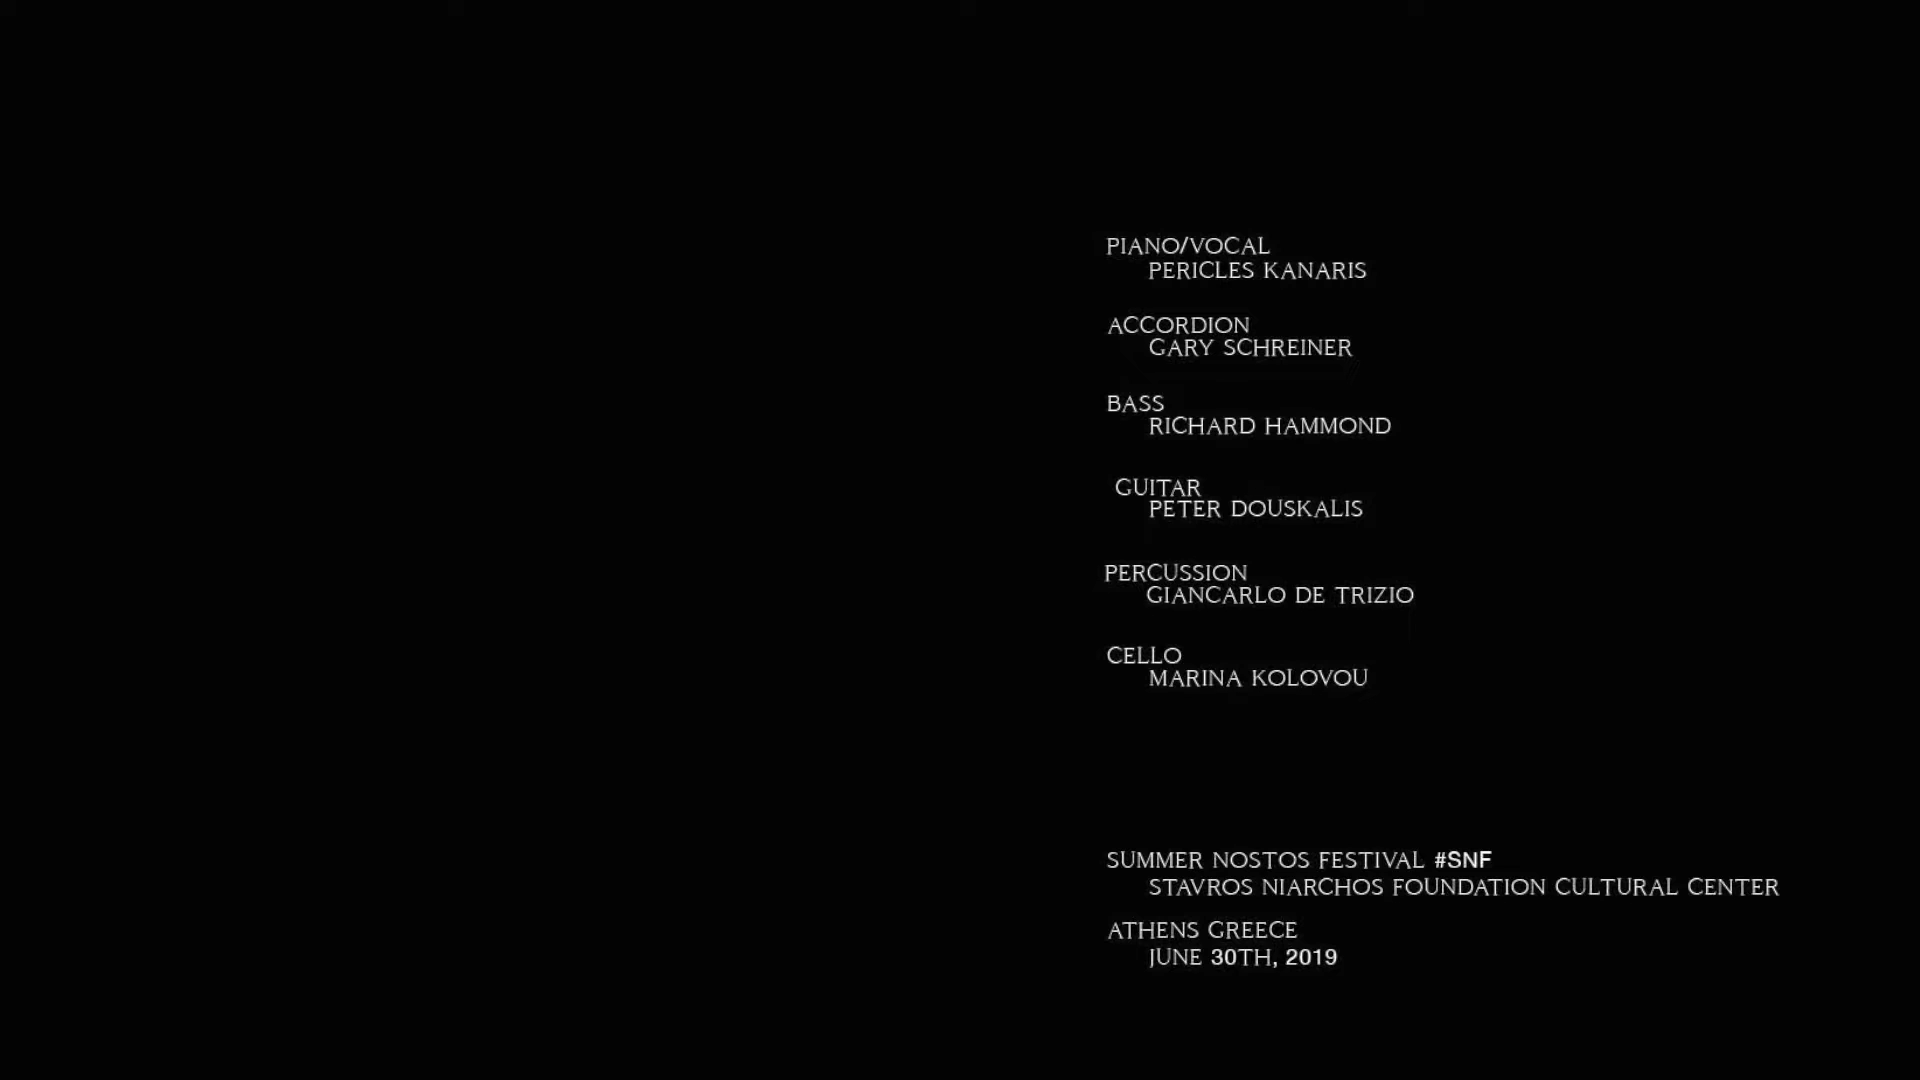 PIANO/VOCAL
PERICLES KANARIS
ACCORDION
GARY SCHREINER
BASS
RICHARD HAMMOND
GUITAR
PETER DOUSKALIS
PERCUSSION
GIANCARLO DE TRIZIO
CELLO
MARINA KOLOVOU
SUMMER NOSTOS FESTIVAL #SNF
STAVROS NIARCHOS FOUNDATION CULTURAL CENTER
ATHENS GREECE
JUNE 30TH, 2019